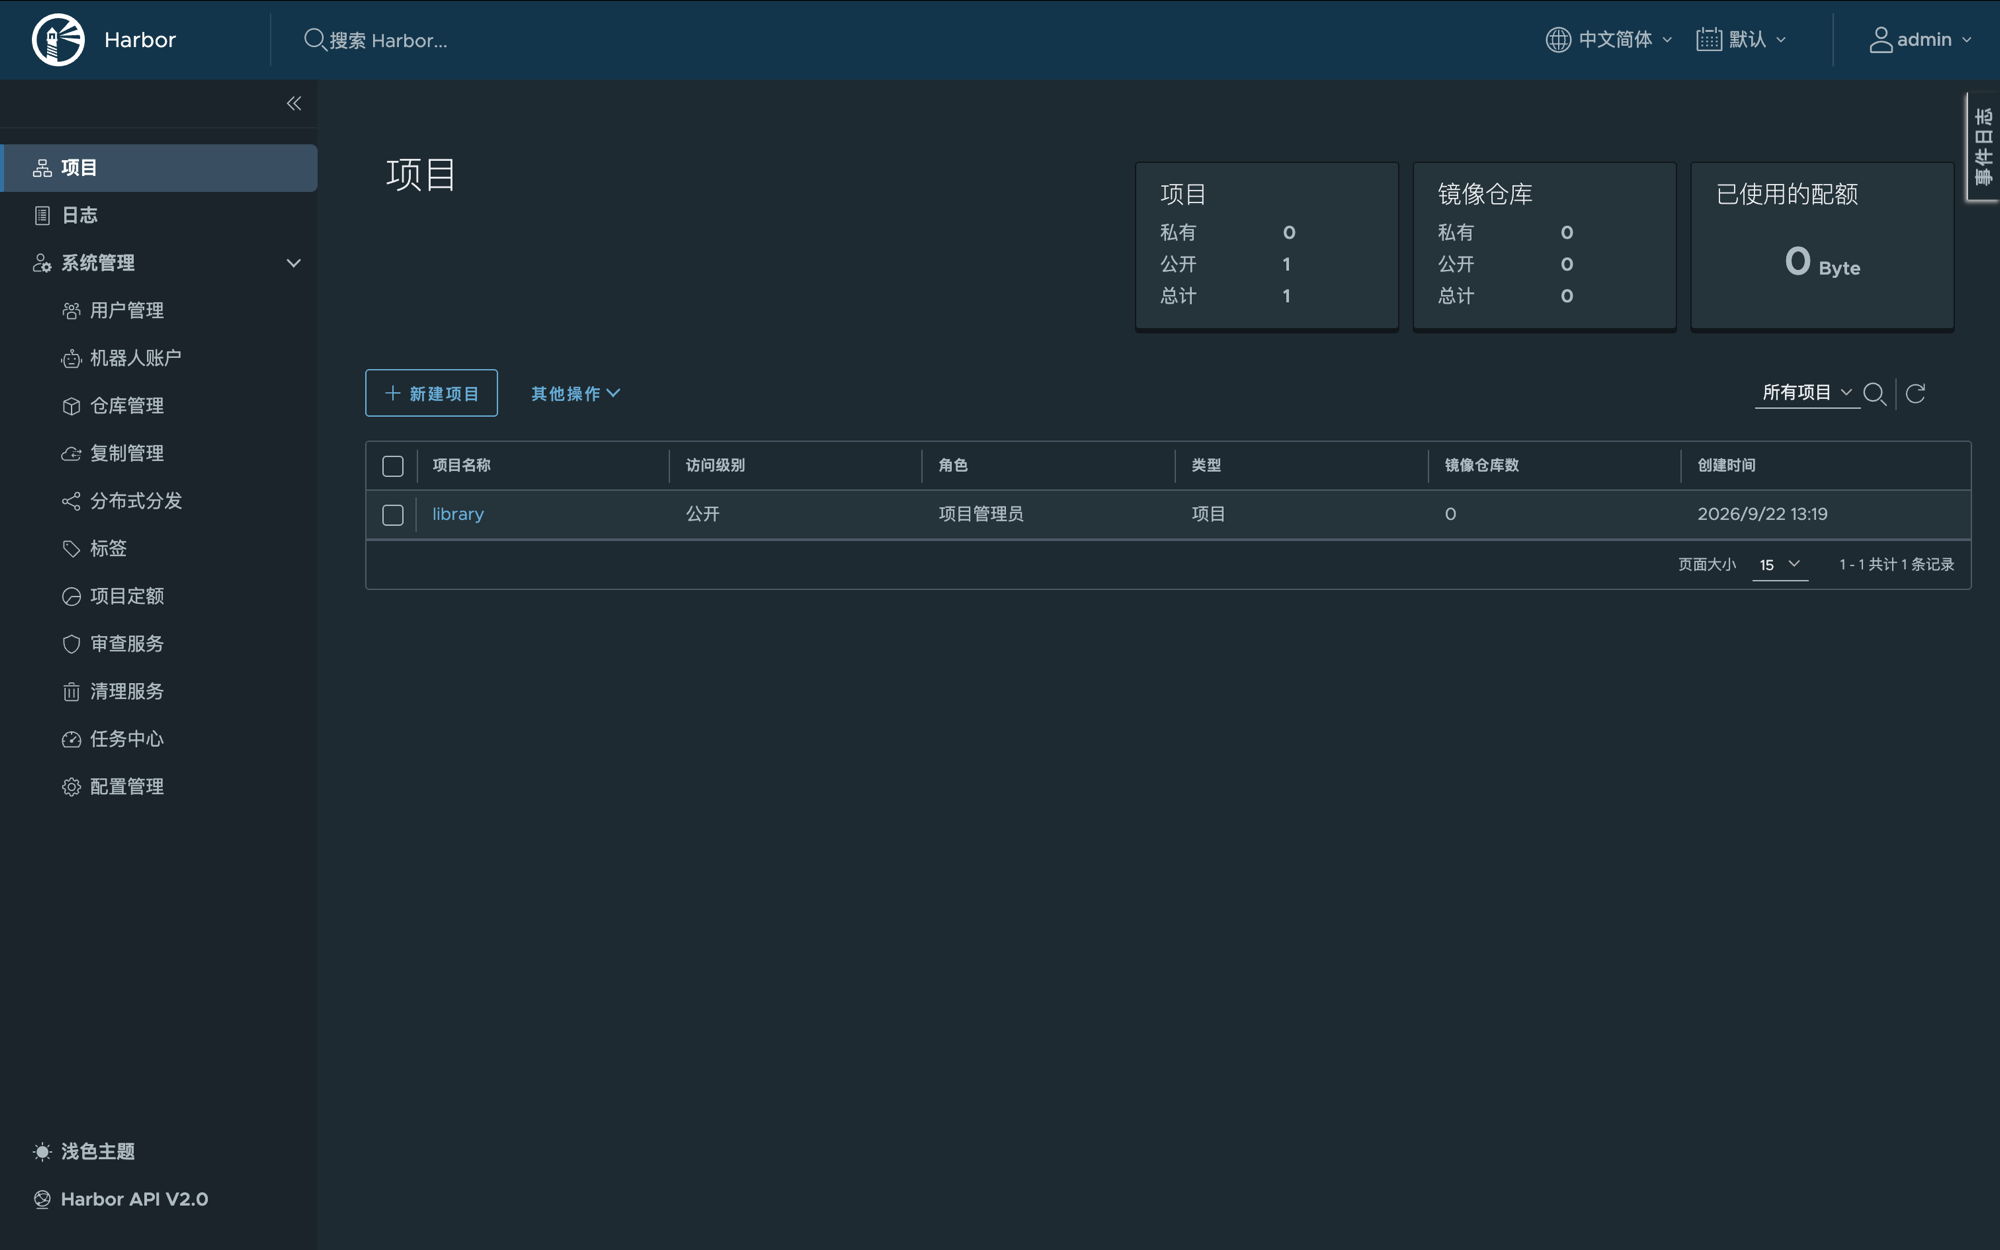 Harbor
搜索 Harbor...
中文简体
默认
admin
事件日志
项目
日志
系统管理
用户管理
机器人账户
仓库管理
复制管理
分布式分发
标签
项目定额
审查服务
清理服务
任务中心
配置管理
浅色主题
Harbor API V2.0
项目
项目
私有 0
公开 1
总计 1
镜像仓库
私有 0
公开 0
总计 0
已使用的配额
0 Byte
新建项目
其他操作
所有项目
项目名称 访问级别 角色 类型 镜像仓库数 创建时间
library 公开 项目管理员 项目 0 2026/9/22 13:19
页面大小 15 1 - 1 共计 1 条记录